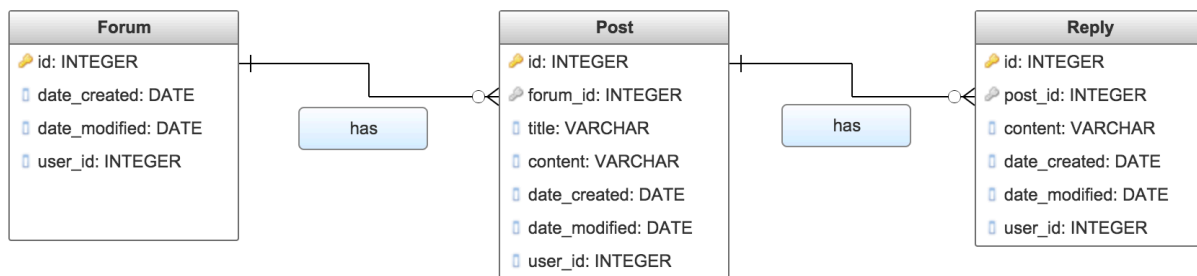 Forum
id: INTEGER
date_created: DATE
date_modified: DATE
user_id: INTEGER
has
Post
id: INTEGER
forum_id: INTEGER
title: VARCHAR
content: VARCHAR
date_created: DATE
date_modified: DATE
user_id: INTEGER
has
Reply
id: INTEGER
post_id: INTEGER
content: VARCHAR
date_created: DATE
date_modified: DATE
user_id: INTEGER